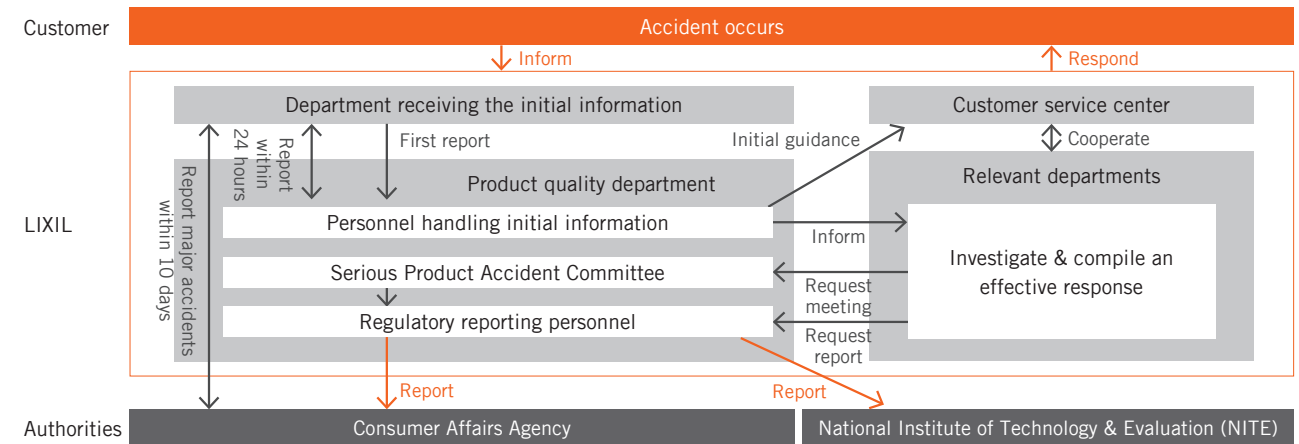 Customer
Accident occurs
Inform
Respond
Department receiving the initial information
Customer service center
Report
within
24 hours
First report
Initial guidance
Cooperate
Report major accidents
within 10 days
Product quality department
Relevant departments
LIXIL
Personnel handling initial information
Inform
Serious Product Accident Committee
Investigate & compile an
effective response
Request
meeting
Regulatory reporting personnel
Request
report
Report
Report
Authorities
Consumer Affairs Agency
National Institute of Technology & Evaluation (NITE)